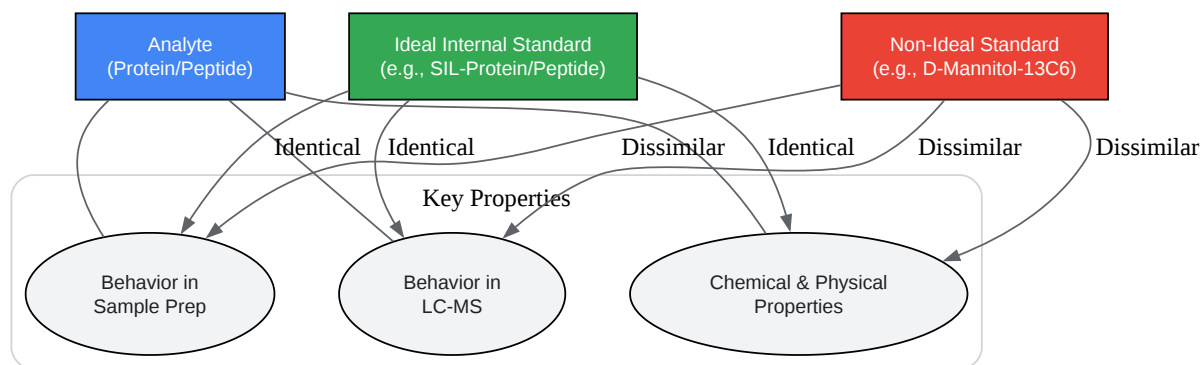 Analyte
(Protein/Peptide)
Ideal Internal Standard
(e.g., SIL-Protein/Peptide)
Non-Ideal Standard
(e.g., D-Mannitol-13C6)
Identical
Identical
Dissimilar
Identical
Dissimilar
Dissimilar
Key Properties
Behavior in
Sample Prep
Behavior in
LC-MS
Chemical & Physical
Properties